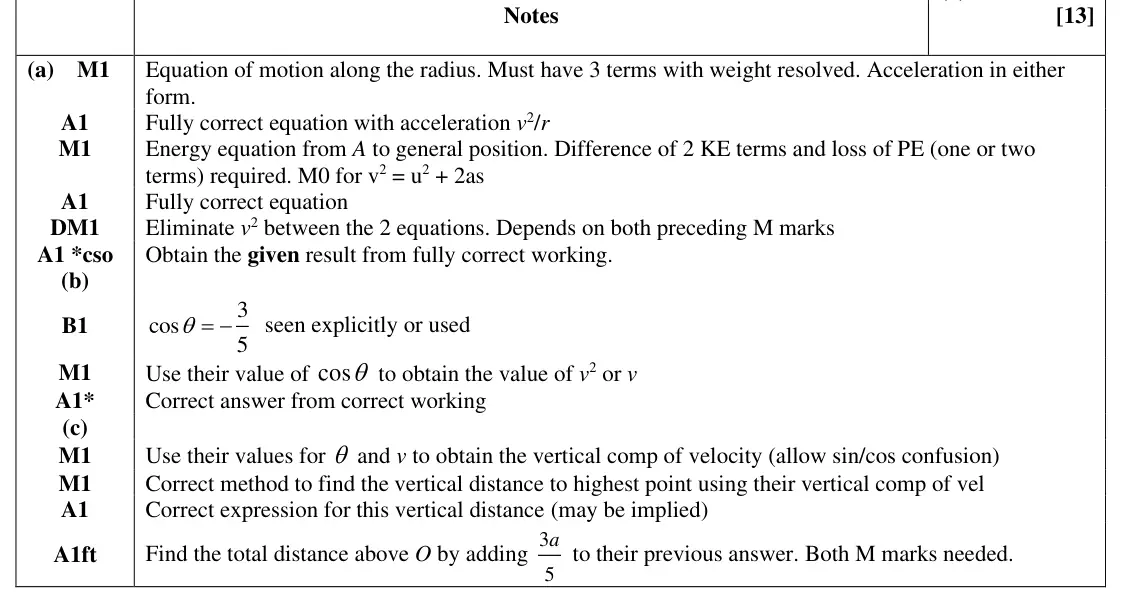 Notes
[13]
(a) M1 Equation of motion along the radius. Must have 3 terms with weight resolved. Acceleration in either
form.
A1 Fully correct equation with acceleration v²/r
M1 Energy equation from A to general position. Difference of 2 KE terms and loss of PE (one or two
terms) required. M0 for v² = u² + 2as
A1 Fully correct equation
DM1 Eliminate v² between the 2 equations. Depends on both preceding M marks
A1 *cso Obtain the given result from fully correct working.
(b)
B1 cos θ = −3/5 seen explicitly or used
M1 Use their value of cos θ to obtain the value of v² or v
A1* Correct answer from correct working
(c)
M1 Use their values for θ and v to obtain the vertical comp of velocity (allow sin/cos confusion)
M1 Correct method to find the vertical distance to highest point using their vertical comp of vel
A1 Correct expression for this vertical distance (may be implied)
A1ft Find the total distance above O by adding 3a/5 to their previous answer. Both M marks needed.